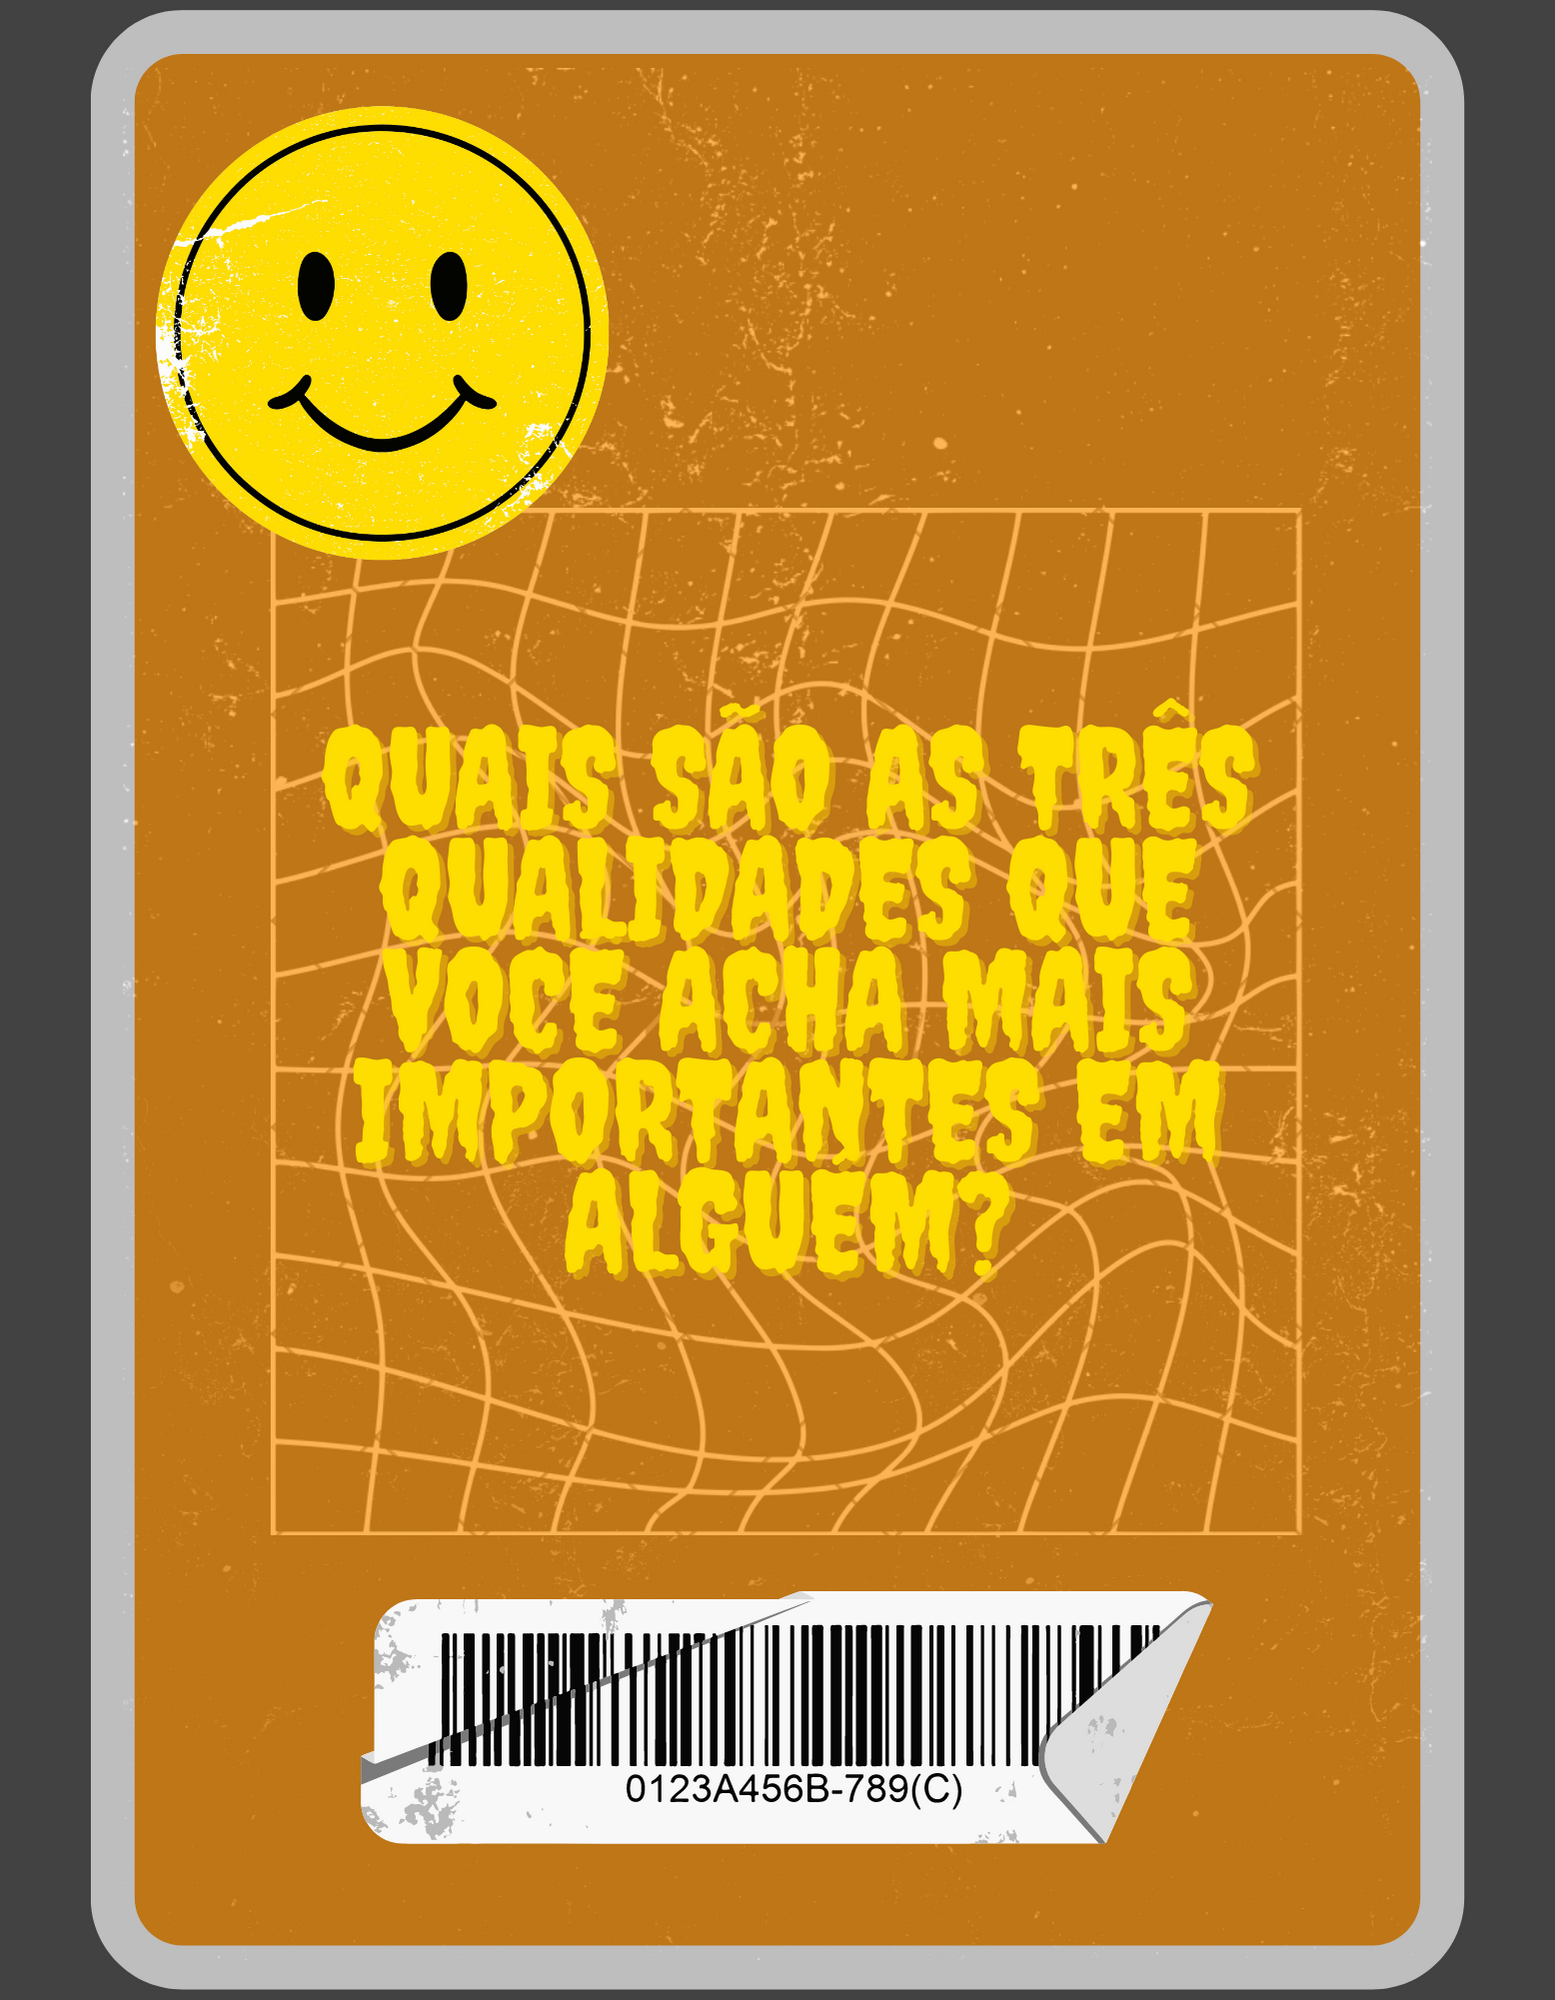 QUAIS SÃO AS TRÊS
QUALIDADES QUE
VOCE ACHA MAIS
IMPORTANTES EM
ALGUEM?
0123A456B-789(C)